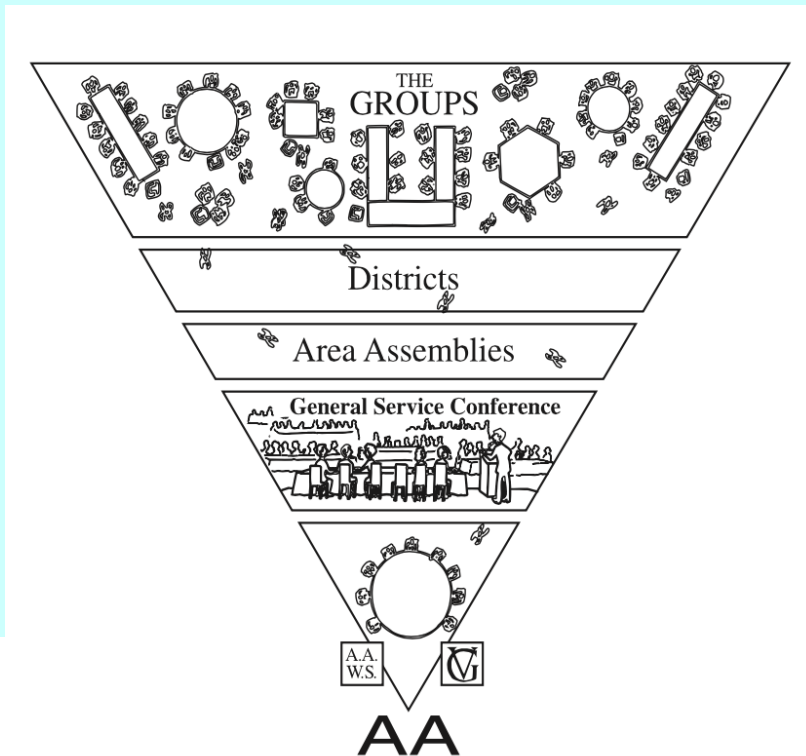 THE
GROUPS
Districts
Area Assemblies
General Service Conference
A.A.
W.S.
GV
AA